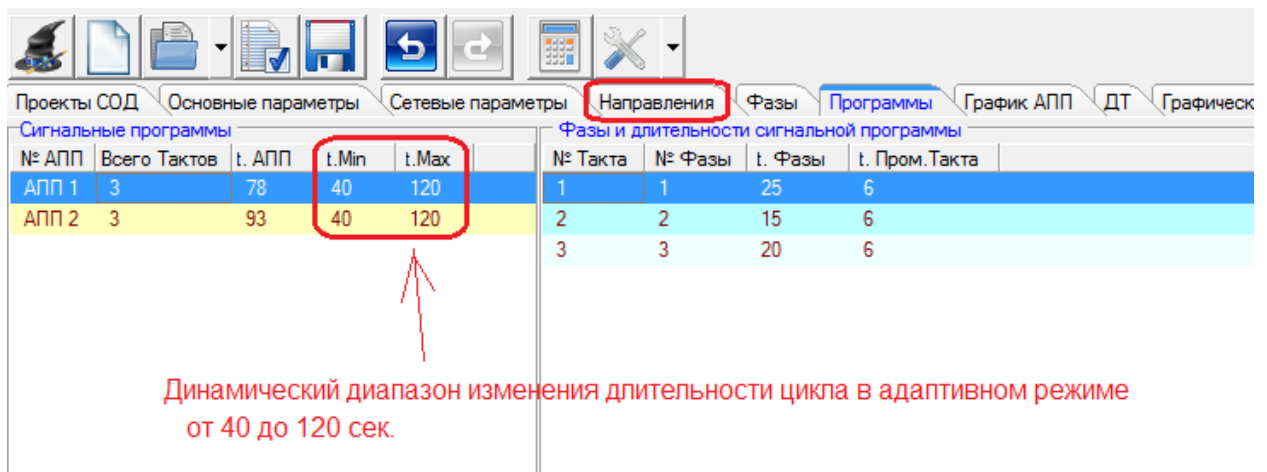 Проекты СОД Основные параметры Сетевые параметры Направления Фазы Программы График АПП ДТ Графическ
Сигнальные программы
№ АПП Всего Тактов t. АПП t.Min t.Max
АПП 1 3 78 40 120
АПП 2 3 93 40 120
Фазы и длительности сигнальной программы
№ Такта № Фазы t. Фазы t. Пром.Такта
1 1 25 6
2 2 15 6
3 3 20 6
Динамический диапазон изменения длительности цикла в адаптивном режиме
от 40 до 120 сек.